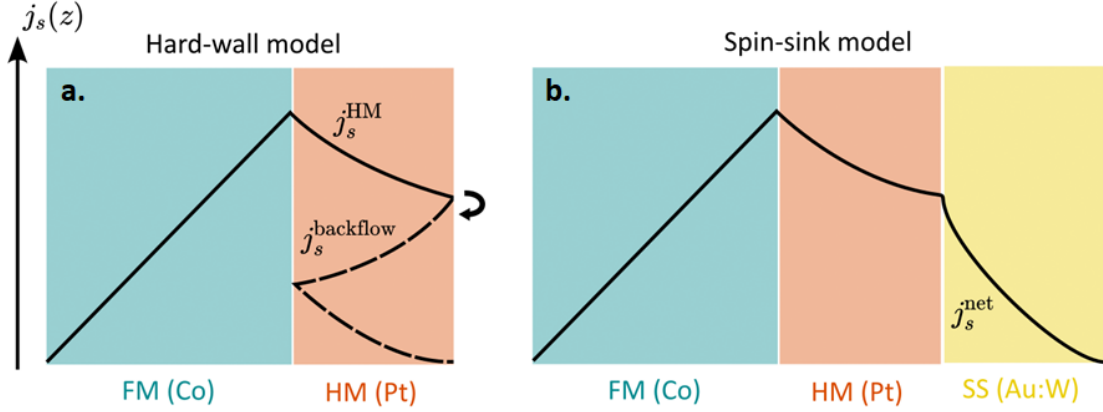 j_s(z)
Hard-wall model
Spin-sink model
a.
b.
j_s^HM
j_s^backflow
j_s^net
FM (Co)
HM (Pt)
FM (Co)
HM (Pt)
SS (Au:W)